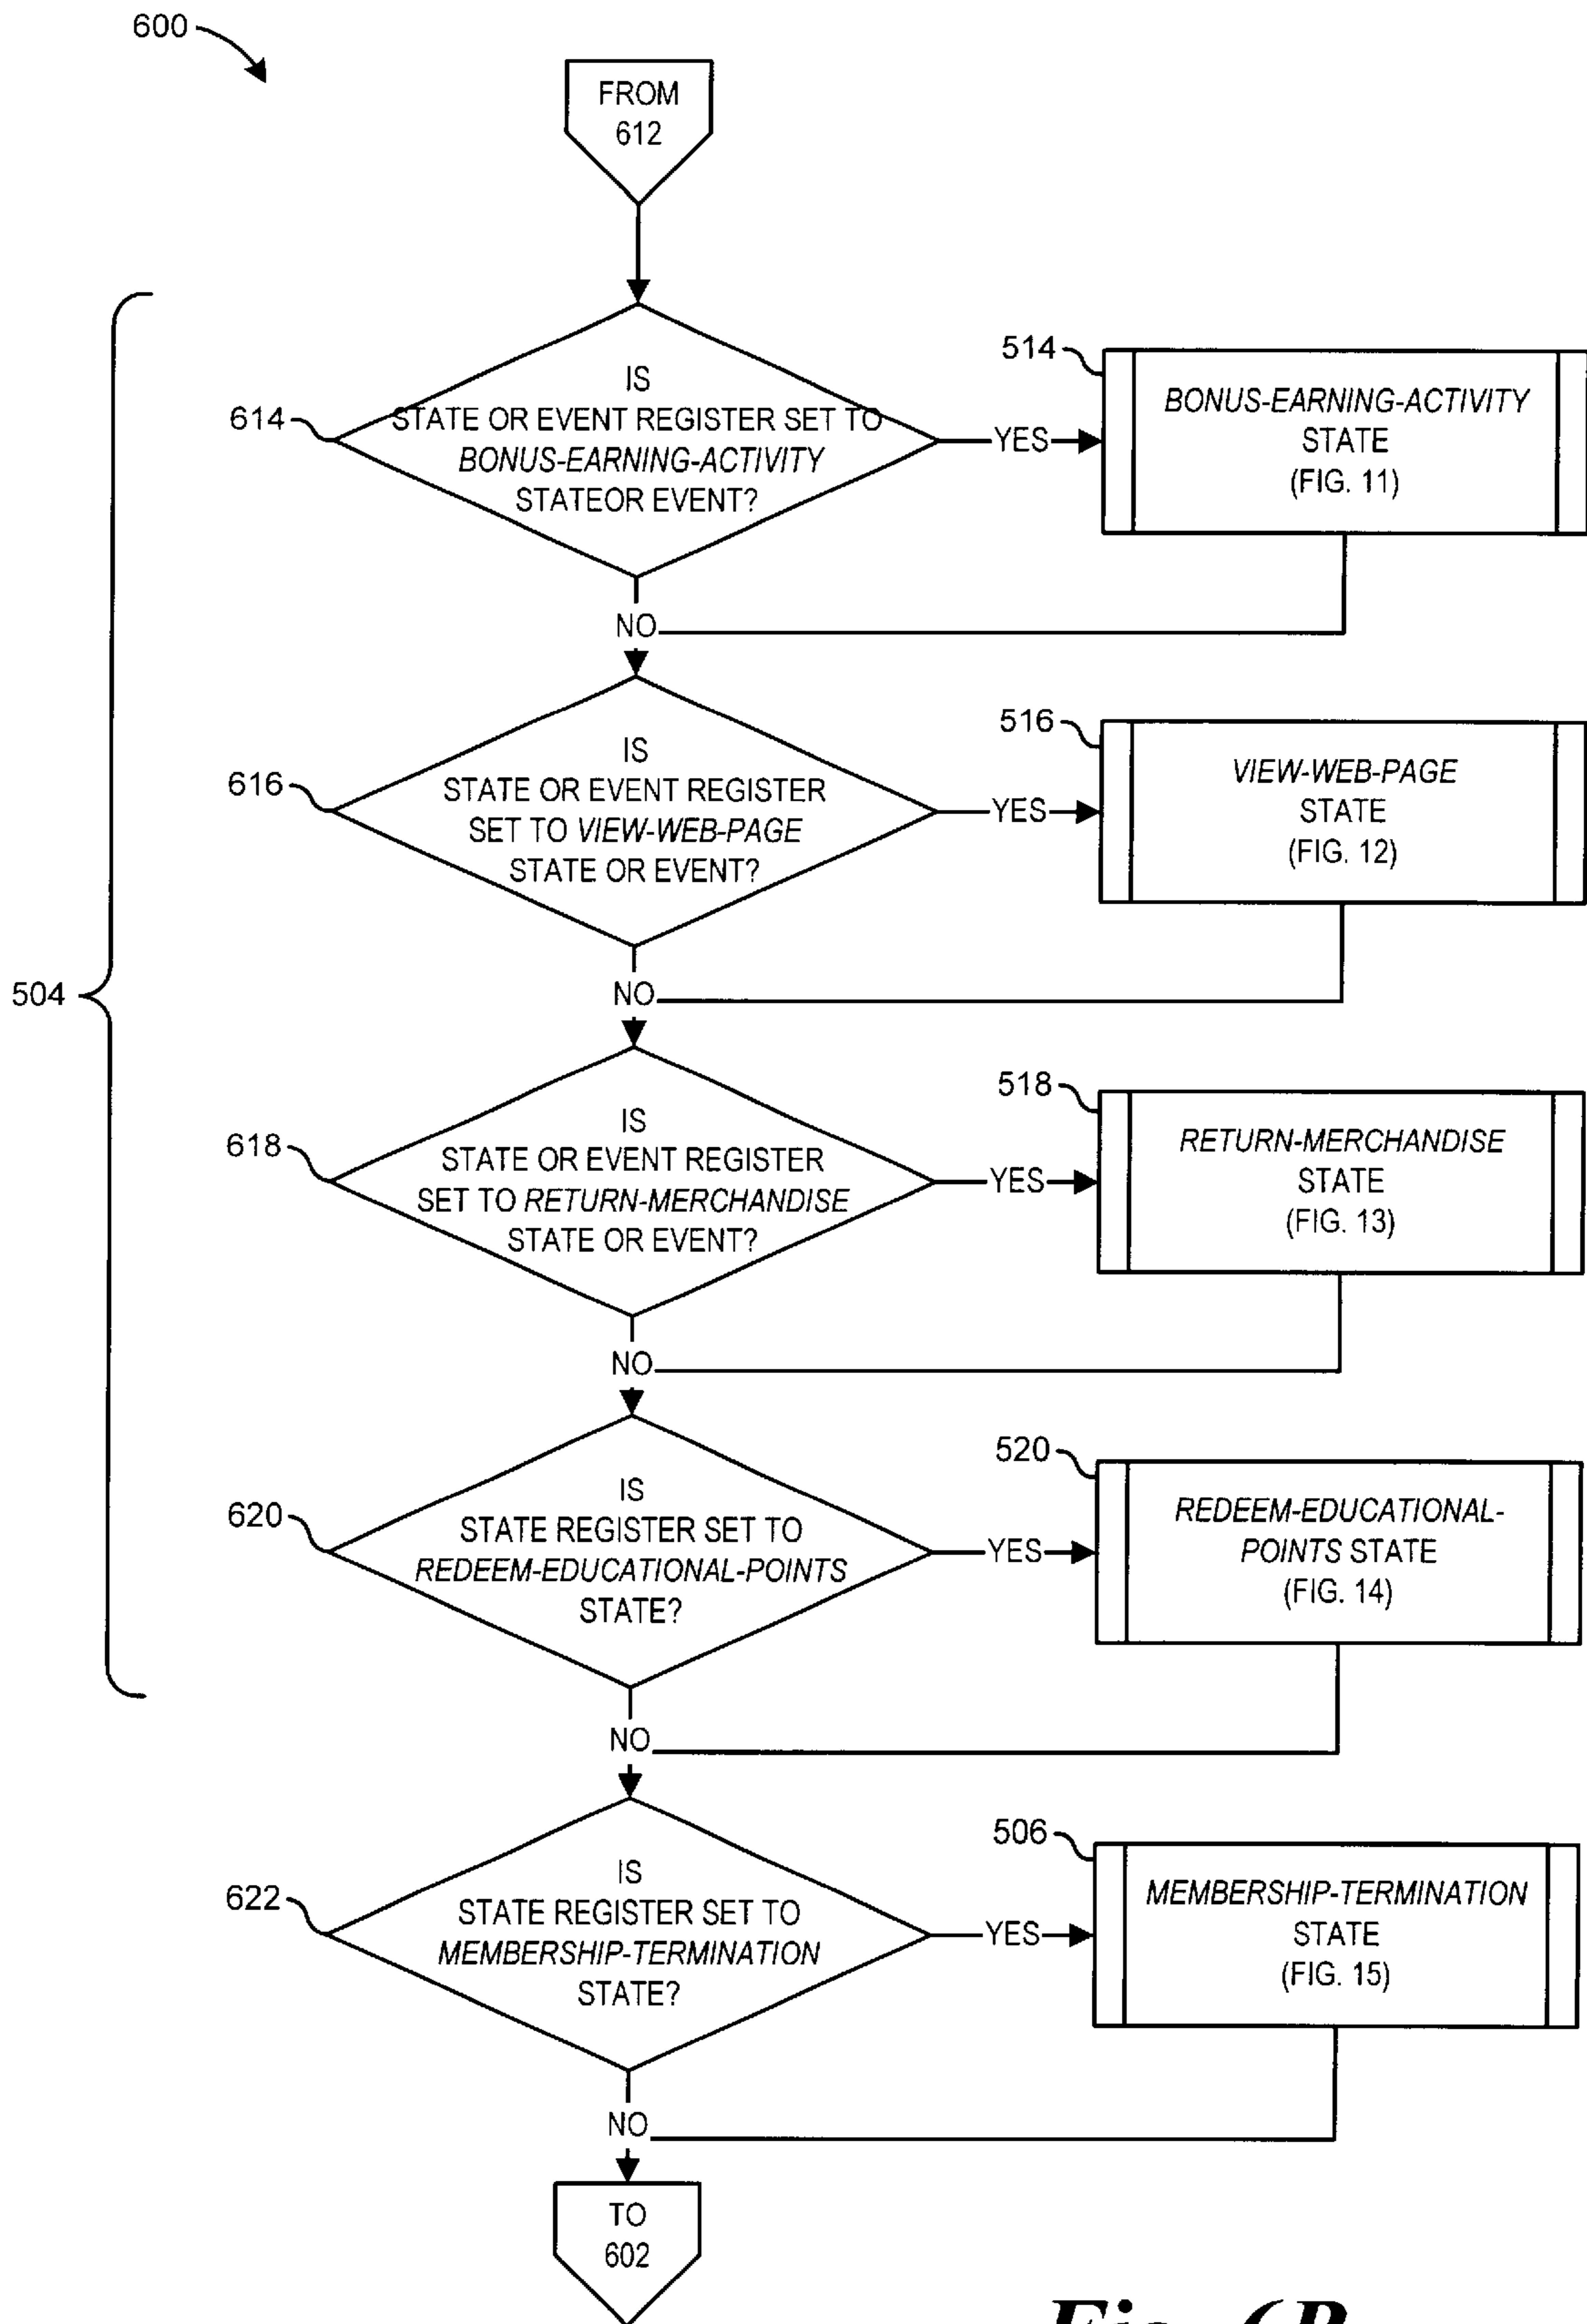 600
FROM
612
614
IS
STATE OR EVENT REGISTER SET TO
BONUS-EARNING-ACTIVITY
STATEOR EVENT?
YES
514
BONUS-EARNING-ACTIVITY
STATE
(FIG. 11)
NO
616
IS
STATE OR EVENT REGISTER
SET TO VIEW-WEB-PAGE
STATE OR EVENT?
YES
516
VIEW-WEB-PAGE
STATE
(FIG. 12)
NO
504
618
IS
STATE OR EVENT REGISTER
SET TO RETURN-MERCHANDISE
STATE OR EVENT?
YES
518
RETURN-MERCHANDISE
STATE
(FIG. 13)
NO
620
IS
STATE REGISTER SET TO
REDEEM-EDUCATIONAL-POINTS
STATE?
YES
520
REDEEM-EDUCATIONAL-
POINTS STATE
(FIG. 14)
NO
622
IS
STATE REGISTER SET TO
MEMBERSHIP-TERMINATION
STATE?
YES
506
MEMBERSHIP-TERMINATION
STATE
(FIG. 15)
NO
TO
602
Fig. 6B